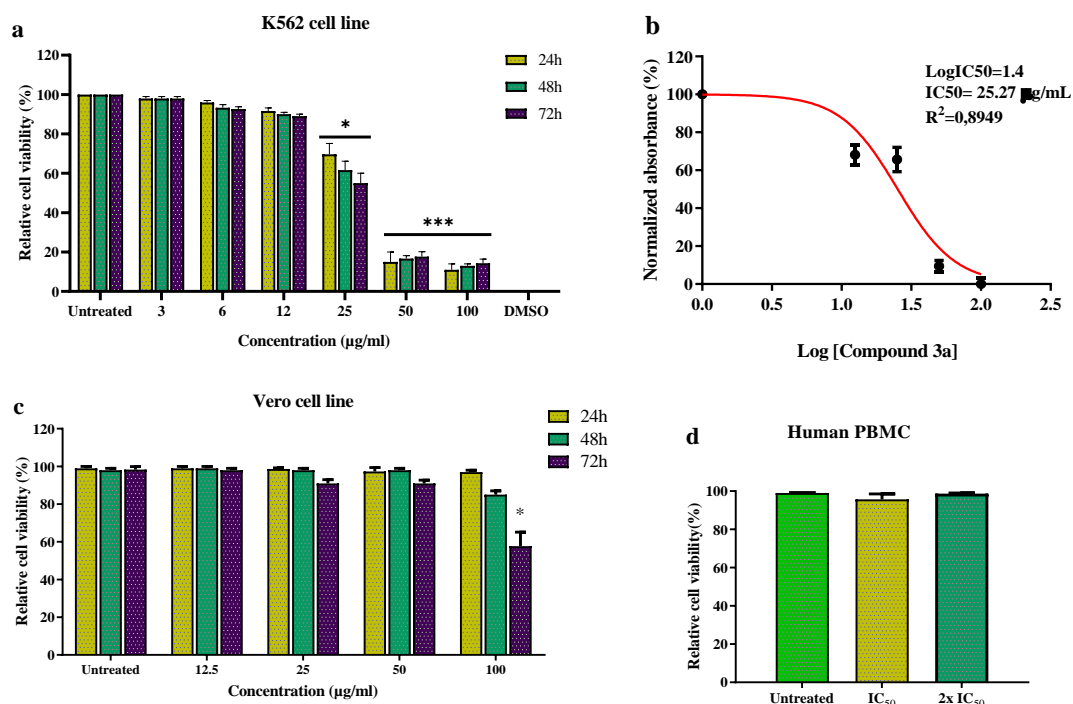 a
K562 cell line
24h
48h
72h
120
100
80
60
40
20
0
Relative cell viability (%)
*
***
Untreated 3 6 12 25 50 100 DMSO
Concentration (µg/ml)
b
120
100
80
60
40
20
0
Normalized absorbance (%)
LogIC50=1.4
IC50= 25.27 g/mL
R²=0,8949
0.0 0.5 1.0 1.5 2.0 2.5
Log [Compound 3a]
c
Vero cell line
24h
48h
72h
120
100
80
60
40
20
0
Relative cell viability (%)
*
Untreated 12.5 25 50 100
Concentration (µg/ml)
d
Human PBMC
120
100
80
60
40
20
0
Relative cell viability(%)
Untreated IC₅₀ 2x IC₅₀